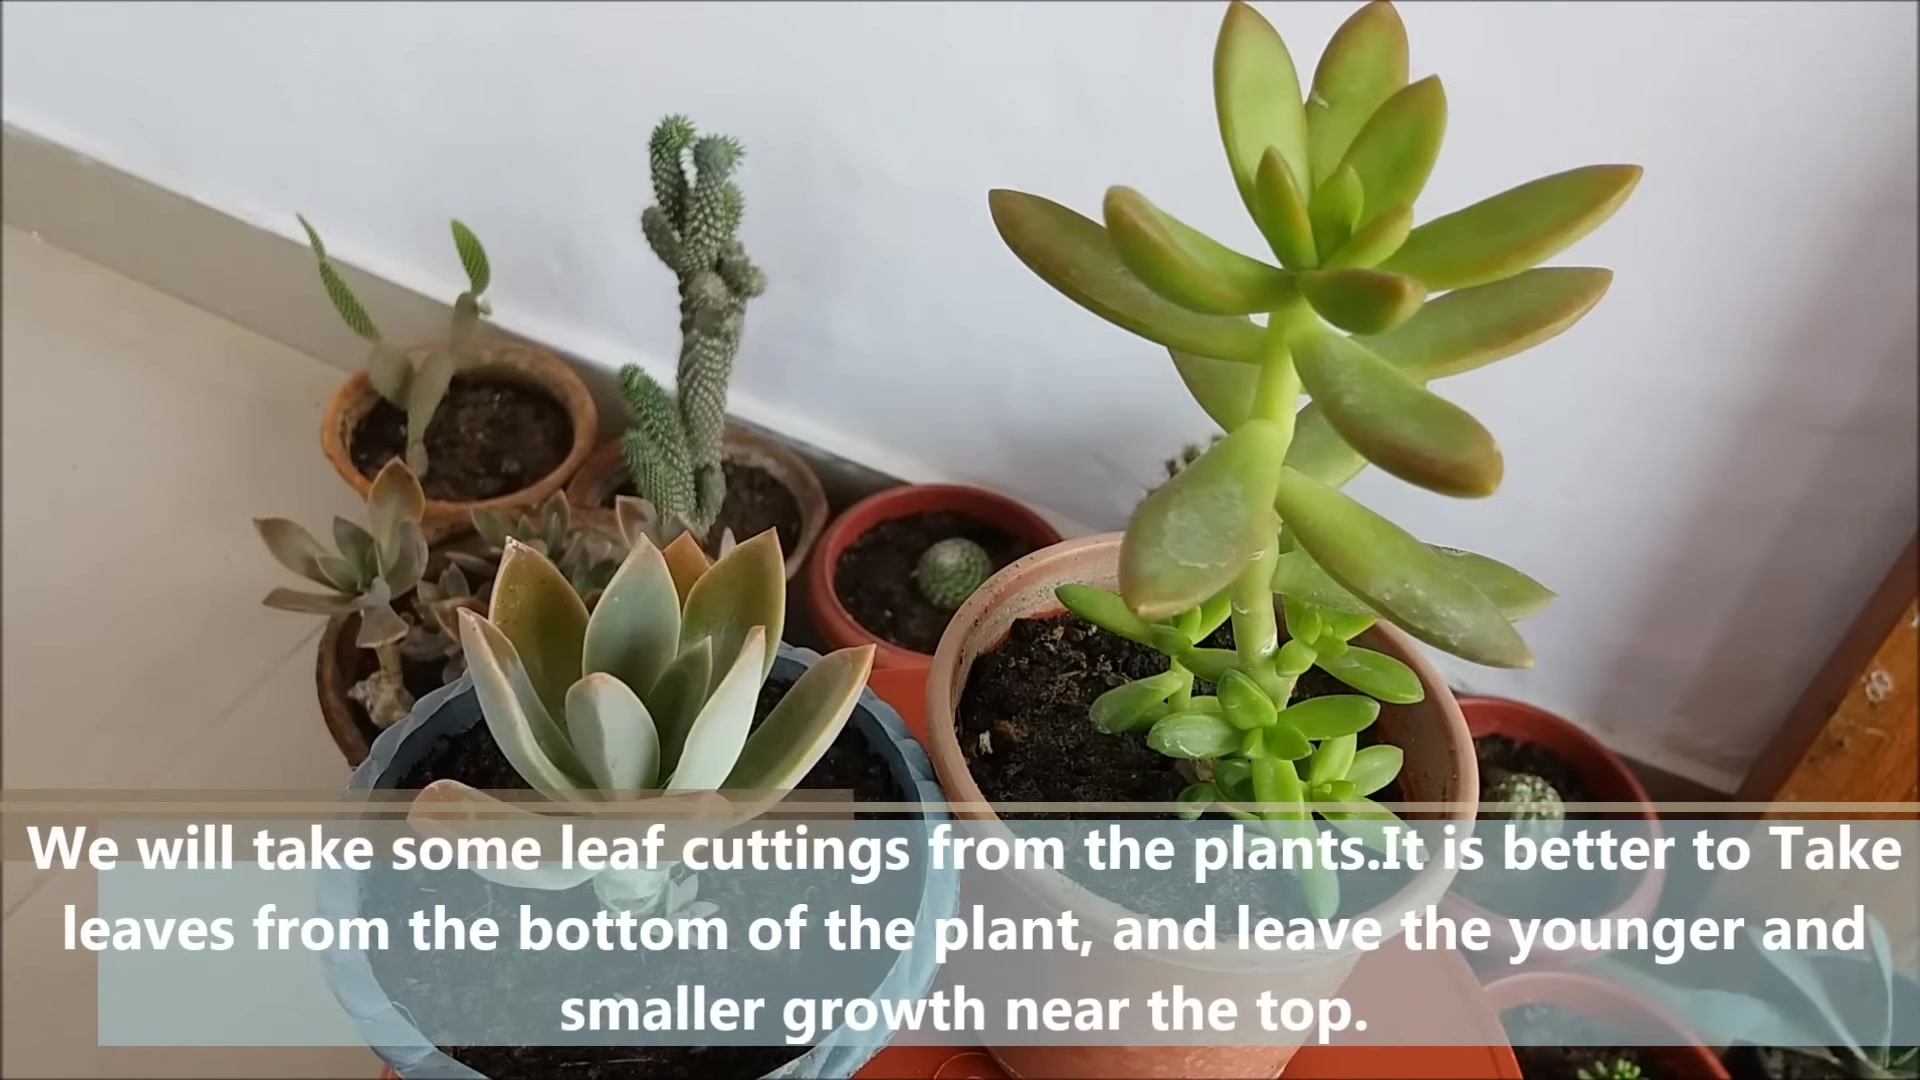 We will take some leaf cuttings from the plants.It is better to Take
leaves from the bottom of the plant, and leave the younger and
smaller growth near the top.